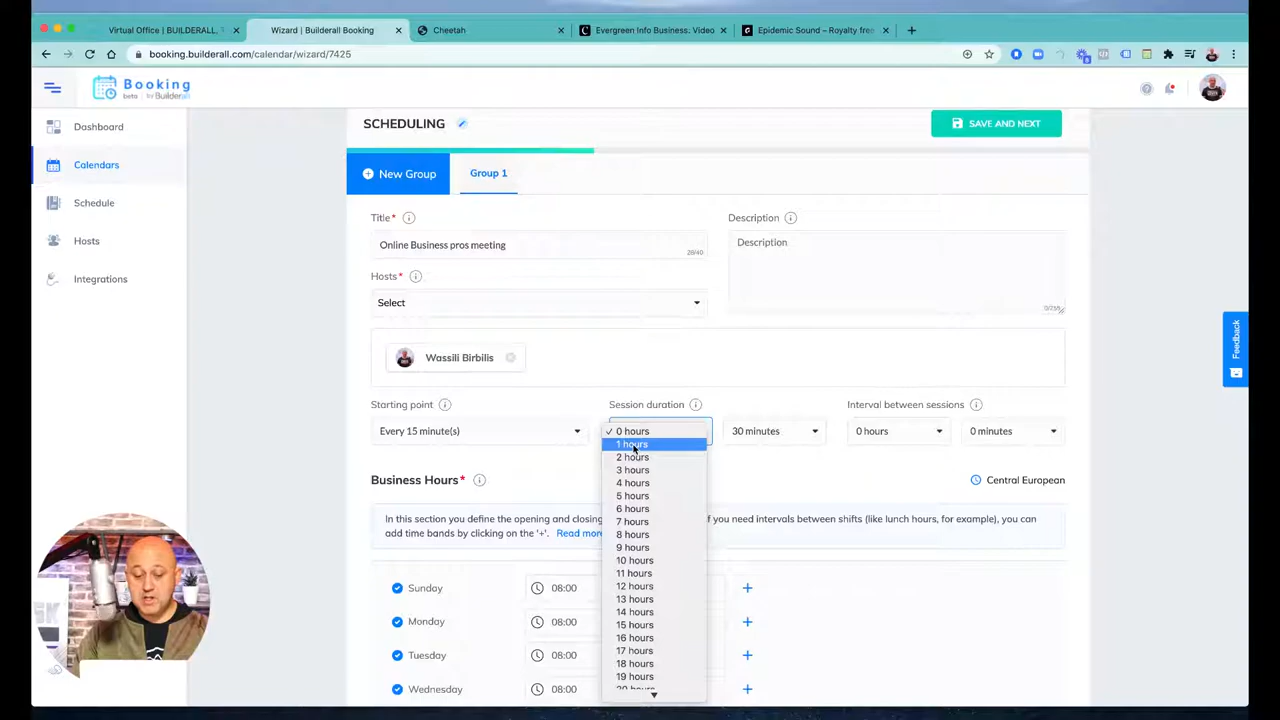 Virtual Office | BUILDERALL, T
Wizard | Builderall Booking
Cheetah
Evergreen Info Business: Video
Epidemic Sound – Royalty free
booking.builderall.com/calendar/wizard/7425
Booking
beta by Builderall
Dashboard
Calendars
Schedule
Hosts
Integrations
SCHEDULING
SAVE AND NEXT
New Group
Group 1
Title*
Online Business pros meeting
28/40
Description
Description
0/255
Hosts*
Select
Wassili Birbilis
Starting point
Every 15 minute(s)
Session duration
30 minutes
Interval between sessions
0 hours
0 minutes
0 hours
1 hours
2 hours
3 hours
4 hours
5 hours
6 hours
7 hours
8 hours
9 hours
10 hours
11 hours
12 hours
13 hours
14 hours
15 hours
16 hours
17 hours
18 hours
19 hours
20 hours
Business Hours*
Central European
In this section you define the opening and closing
f you need intervals between shifts (like lunch hours, for example), you can
add time bands by clicking on the '+'. Read more
Sunday 08:00
Monday 08:00
Tuesday 08:00
Wednesday 08:00
Feedback